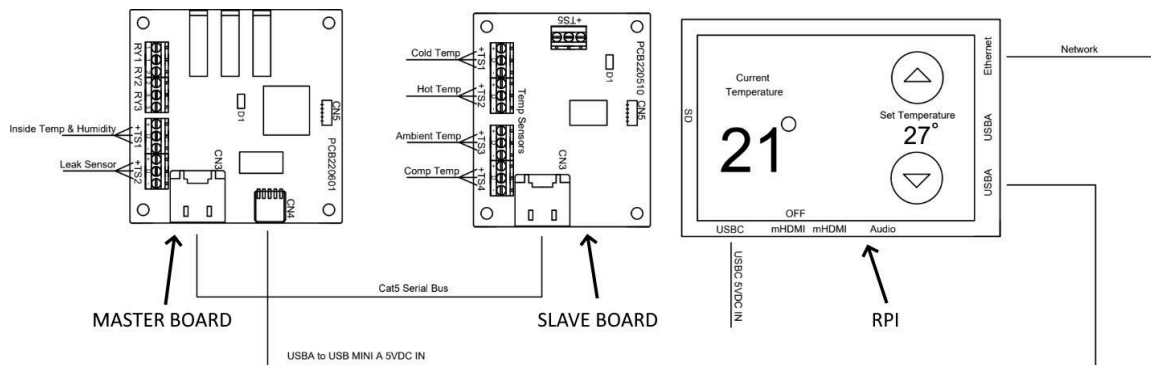 RY1
RY2
RY3
D1
CN5
PCB220601
Inside Temp & Humidity
+TS1
Leak Sensor
+TS2
CN3
CN4
MASTER BOARD
+TS5
Cold Temp
+TS1
Hot Temp
+TS2
Temp Sensors
D1
PCB220510
CN5
Ambient Temp
+TS3
Comp Temp
+TS4
CN3
SLAVE BOARD
Cat5 Serial Bus
USBA to USB MINI A 5VDC IN
SD
Current
Temperature
21°
Set Temperature
27°
OFF
USBC
mHDMI
mHDMI
Audio
Ethernet
USBA
USBA
Network
USBC 5VDC IN
RPI